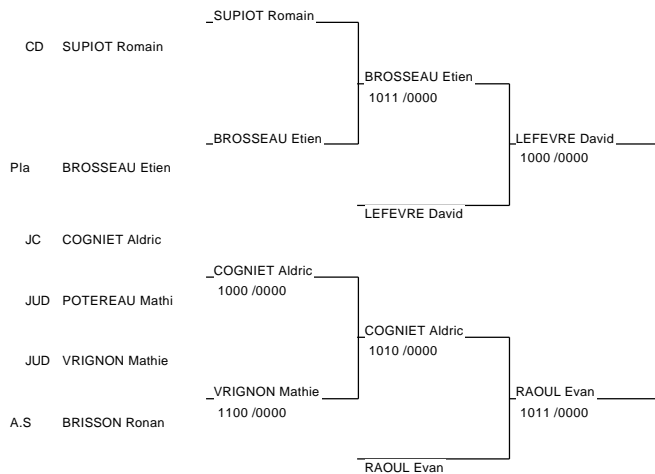 SUPIOT Romain
CD SUPIOT Romain
BROSSEAU Etien
1011 /0000
BROSSEAU Etien
LEFEVRE David
1000 /0000
Pla BROSSEAU Etien
LEFEVRE David
JC COGNIET Aldric
COGNIET Aldric
1000 /0000
JUD POTEREAU Mathi
COGNIET Aldric
1010 /0000
JUD VRIGNON Mathie
VRIGNON Mathie
1100 /0000
RAOUL Evan
1011 /0000
A.S BRISSON Ronan
RAOUL Evan